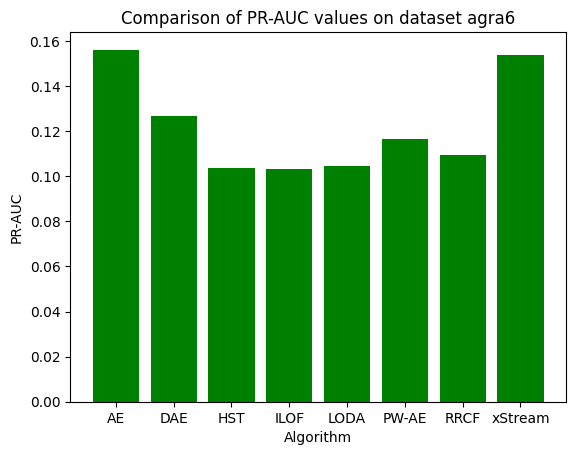 Comparison of PR-AUC values on dataset agra6
0.16
0.14
0.12
0.10
0.08
0.06
0.04
0.02
0.00
PR-AUC
AE DAE HST ILOF LODA PW-AE RRCF xStream
Algorithm